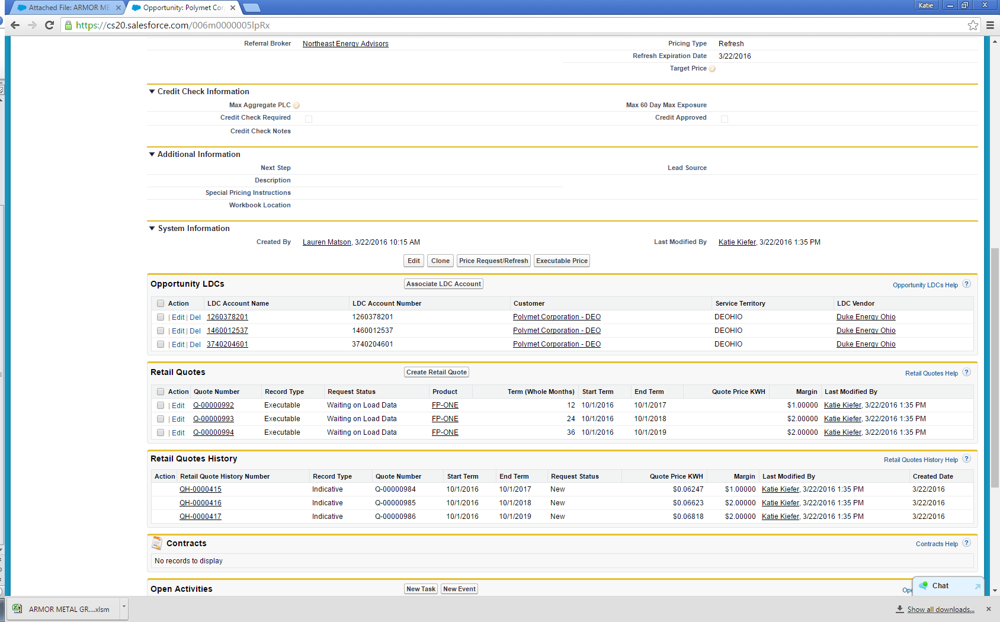 Attached File: ARMOR ME
Opportunity: Polymet Cor
Katie
https://cs20.salesforce.com/006m0000005lpRx
Referral Broker Northeast Energy Advisors Pricing Type Refresh
Refresh Expiration Date 3/22/2016
Target Price ?
Credit Check Information
Max Aggregate PLC ? Max 60 Day Max Exposure
Credit Check Required Credit Approved
Credit Check Notes
Additional Information
Next Step Lead Source
Description
Special Pricing Instructions
Workbook Location
System Information
Created By Lauren Matson, 3/22/2016 10:15 AM Last Modified By Katie Kiefer, 3/22/2016 1:35 PM
Edit Clone Price Request/Refresh Executable Price
Opportunity LDCs Associate LDC Account Opportunity LDCs Help ?
Action LDC Account Name LDC Account Number Customer Service Territory LDC Vendor
| Edit | Del 1260378201 1260378201 Polymet Corporation - DEO DEOHIO Duke Energy Ohio
| Edit | Del 1460012537 1460012537 Polymet Corporation - DEO DEOHIO Duke Energy Ohio
| Edit | Del 3740204601 3740204601 Polymet Corporation - DEO DEOHIO Duke Energy Ohio
Retail Quotes Create Retail Quote Retail Quotes Help ?
Action Quote Number Record Type Request Status Product Term (Whole Months) Start Term End Term Quote Price KWH Margin Last Modified By
| Edit Q-00000992 Executable Waiting on Load Data FP-ONE 12 10/1/2016 10/1/2017 $1.00000 Katie Kiefer, 3/22/2016 1:35 PM
| Edit Q-00000993 Executable Waiting on Load Data FP-ONE 24 10/1/2016 10/1/2018 $2.00000 Katie Kiefer, 3/22/2016 1:35 PM
| Edit Q-00000994 Executable Waiting on Load Data FP-ONE 36 10/1/2016 10/1/2019 $2.00000 Katie Kiefer, 3/22/2016 1:35 PM
Retail Quotes History Retail Quotes History Help ?
Action Retail Quote History Number Record Type Quote Number Start Term End Term Request Status Quote Price KWH Margin Last Modified By Created Date
QH-0000415 Indicative Q-00000984 10/1/2016 10/1/2017 New $0.06247 $1.00000 Katie Kiefer, 3/22/2016 1:35 PM 3/22/2016
QH-0000416 Indicative Q-00000985 10/1/2016 10/1/2018 New $0.06623 $2.00000 Katie Kiefer, 3/22/2016 1:35 PM 3/22/2016
QH-0000417 Indicative Q-00000986 10/1/2016 10/1/2019 New $0.06818 $2.00000 Katie Kiefer, 3/22/2016 1:35 PM 3/22/2016
Contracts Contracts Help ?
No records to display
Open Activities New Task New Event Ope
Chat
ARMOR METAL GR....xlsm Show all downloads...